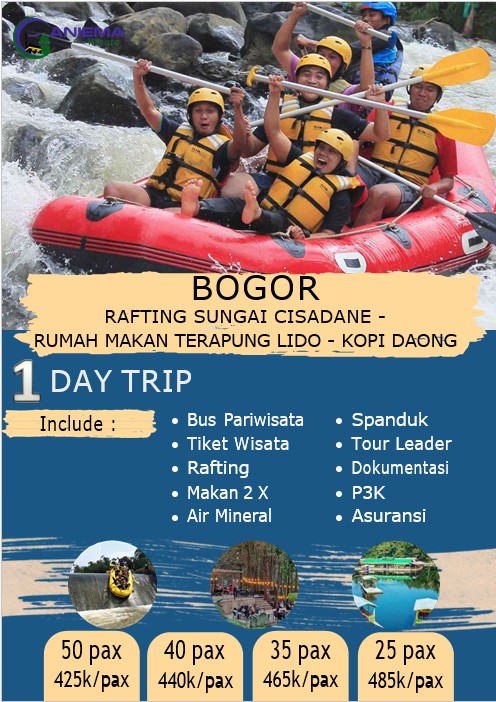 ANIEMA
BOGOR
RAFTING SUNGAI CISADANE -
RUMAH MAKAN TERAPUNG LIDO - KOPI DAONG
1 DAY TRIP
Include :
• Bus Pariwisata
• Tiket Wisata
• Rafting
• Makan 2 X
• Air Mineral
• Spanduk
• Tour Leader
• Dokumentasi
• P3K
• Asuransi
50 pax
425k/pax
40 pax
440k/pax
35 pax
465k/pax
25 pax
485k/pax